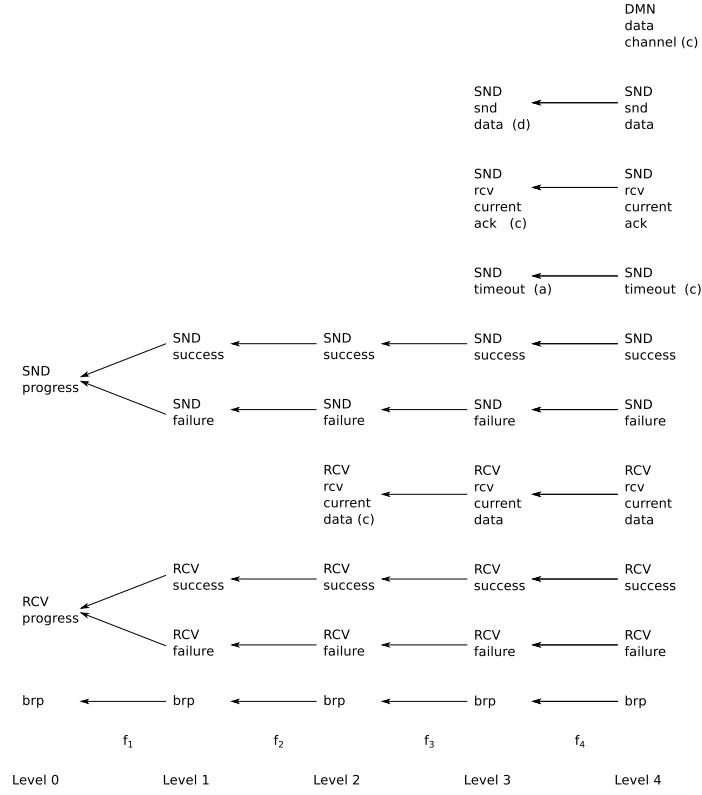 DMN
data
channel (c)
SND
snd
data (d)
SND
snd
data
SND
rcv
current
ack (c)
SND
rcv
current
ack
SND
timeout (a)
SND
timeout (c)
SND
progress
SND
success
SND
success
SND
success
SND
success
SND
failure
SND
failure
SND
failure
SND
failure
RCV
rcv
current
data (c)
RCV
rcv
current
data
RCV
rcv
current
data
RCV
progress
RCV
success
RCV
success
RCV
success
RCV
success
RCV
failure
RCV
failure
RCV
failure
RCV
failure
brp brp brp brp brp
f₁ f₂ f₃ f₄
Level 0 Level 1 Level 2 Level 3 Level 4